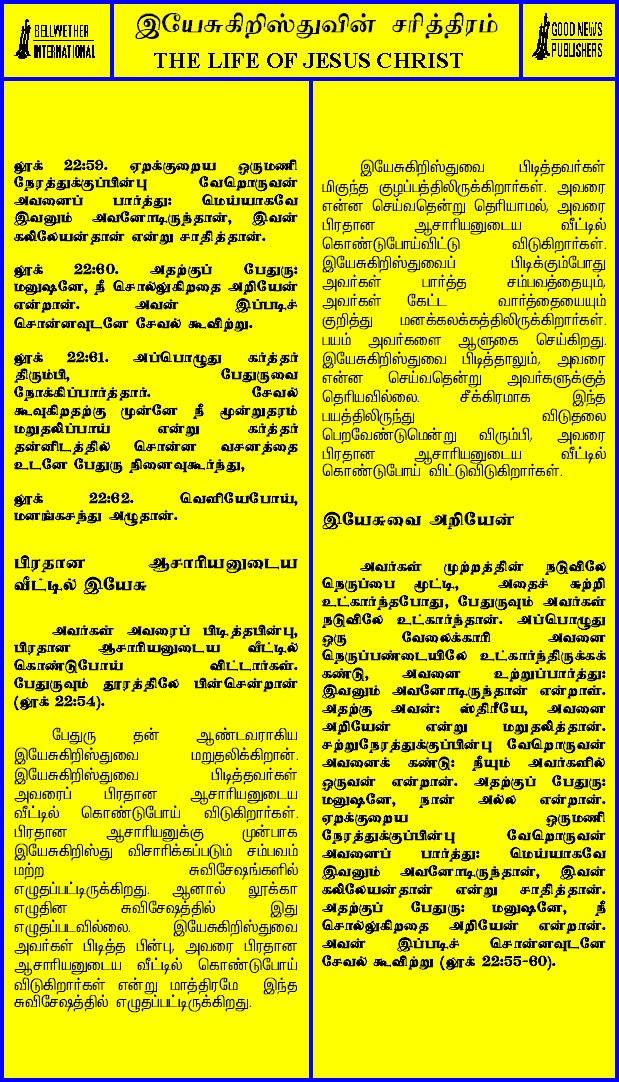 BELLWETHER
INTERNATIONAL
இயேசுகிறிஸ்துவின் சரித்திரம்
THE LIFE OF JESUS CHRIST
GOOD NEWS
PUBLISHERS
லூக் 22:59. ஏறக்குறைய ஒருமணி
நேரத்துக்குப்பின்பு வேறொருவன்
அவனைப் பார்த்து: மெய்யாகவே
இவனும் அவனோடிருந்தான், இவன்
கலிலேயன்தான் என்று சாதித்தான்.
லூக் 22:60. அதற்குப் பேதுரு:
மனுஷனே, நீ சொல்லுகிறதை அறியேன்
என்றான். அவன் இப்படிச்
சொன்னவுடனே சேவல் கூவிற்று.
லூக் 22:61. அப்பொழுது கர்த்தர்
திரும்பி, பேதுருவை
நோக்கிப்பார்த்தார். சேவல்
கூவுகிறதற்கு முன்னே நீ மூன்றுதரம்
மறுதலிப்பாய் என்று கர்த்தர்
தன்னிடத்தில் சொன்ன வசனத்தை
உடனே பேதுரு நினைவுகூர்ந்து,
லூக் 22:62. வெளியேபோய்,
மனங்கசந்து அழுதான்.
பிரதான ஆசாரியனுடைய
வீட்டில் இயேசு
அவர்கள் அவரைப் பிடித்தபின்பு,
பிரதான ஆசாரியனுடைய வீட்டில்
கொண்டுபோய் விட்டார்கள்.
பேதுருவும் தூரத்திலே பின்சென்றான்
(லூக் 22:54).
பேதுரு தன் ஆண்டவராகிய
இயேசுகிறிஸ்துவை மறுதலிக்கிறான்.
இயேசுகிறிஸ்துவை பிடித்தவர்கள்
அவரைப் பிரதான ஆசாரியனுடைய
வீட்டில் கொண்டுபோய் விடுகிறார்கள்.
பிரதான ஆசாரியனுக்கு முன்பாக
இயேசுகிறிஸ்து விசாரிக்கப்படும் சம்பவம்
மற்ற சுவிசேஷங்களில்
எழுதப்பட்டிருக்கிறது. ஆனால் லூக்கா
எழுதின சுவிசேஷத்தில் இது
எழுதப்படவில்லை. இயேசுகிறிஸ்துவை
அவர்கள் பிடித்த பின்பு, அவரை பிரதான
ஆசாரியனுடைய வீட்டில் கொண்டுபோய்
விடுகிறார்கள் என்று மாத்திரமே இந்த
சுவிசேஷத்தில் எழுதப்பட்டிருக்கிறது.
இயேசுகிறிஸ்துவை பிடித்தவர்கள்
மிகுந்த குழப்பத்திலிருக்கிறார்கள். அவரை
என்ன செய்வதென்று தெரியாமல், அவரை
பிரதான ஆசாரியனுடைய வீட்டில்
கொண்டுபோய்விட்டு விடுகிறார்கள்.
இயேசுகிறிஸ்துவைப் பிடிக்கும்போது
அவர்கள் பார்த்த சம்பவத்தையும்,
அவர்கள் கேட்ட வார்த்தையையும்
குறித்து மனக்கலக்கத்திலிருக்கிறார்கள்.
பயம் அவர்களை ஆளுகை செய்கிறது.
இயேசுகிறிஸ்துவை பிடித்தாலும், அவரை
என்ன செய்வதென்று அவர்களுக்குத்
தெரியவில்லை. சீக்கிரமாக இந்த
பயத்திலிருந்து விடுதலை
பெறவேண்டுமென்று விரும்பி, அவரை
பிரதான ஆசாரியனுடைய வீட்டில்
கொண்டுபோய் விட்டுவிடுகிறார்கள்.
இயேசுவை அறியேன்
அவர்கள் முற்றத்தின் நடுவிலே
நெருப்பை மூட்டி, அதைச் சுற்றி
உட்கார்ந்தபோது, பேதுருவும் அவர்கள்
நடுவிலே உட்கார்ந்தான். அப்பொழுது
ஒரு வேலைக்காரி அவனை
நெருப்பண்டையிலே உட்கார்ந்திருக்கக்
கண்டு, அவனை உற்றுப்பார்த்து:
இவனும் அவனோடிருந்தான் என்றாள்.
அதற்கு அவன்: ஸ்திரீயே, அவனை
அறியேன் என்று மறுதலித்தான்.
சற்றுநேரத்துக்குப்பின்பு வேறொருவன்
அவனைக் கண்டு: நீயும் அவர்களில்
ஒருவன் என்றான். அதற்குப் பேதுரு:
மனுஷனே, நான் அல்ல என்றான்.
ஏறக்குறைய ஒருமணி
நேரத்துக்குப்பின்பு வேறொருவன்
அவனைப் பார்த்து: மெய்யாகவே
இவனும் அவனோடிருந்தான், இவன்
கலிலேயன்தான் என்று சாதித்தான்.
அதற்குப் பேதுரு: மனுஷனே, நீ
சொல்லுகிறதை அறியேன் என்றான்.
அவன் இப்படிச் சொன்னவுடனே
சேவல் கூவிற்று (லூக் 22:55-60).